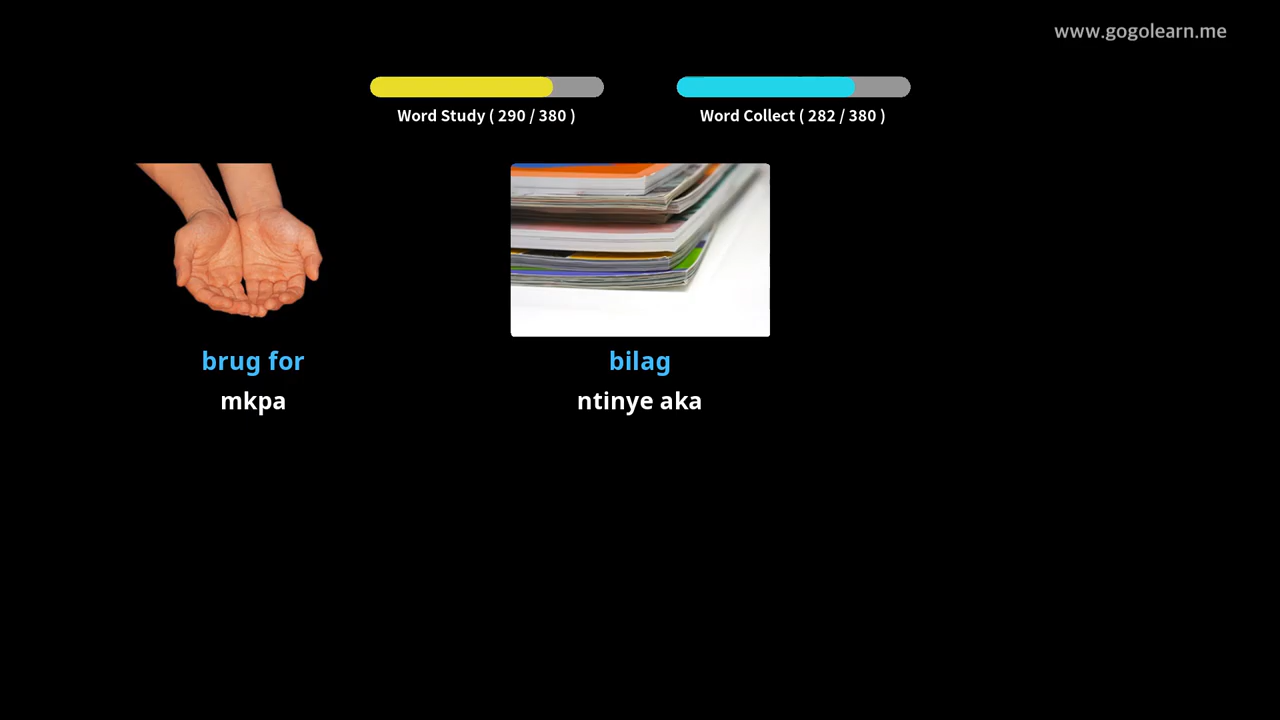 www.gogolearn.me
Word Study ( 290 / 380 )
Word Collect ( 282 / 380 )
brug for
mkpa
bilag
ntinye aka